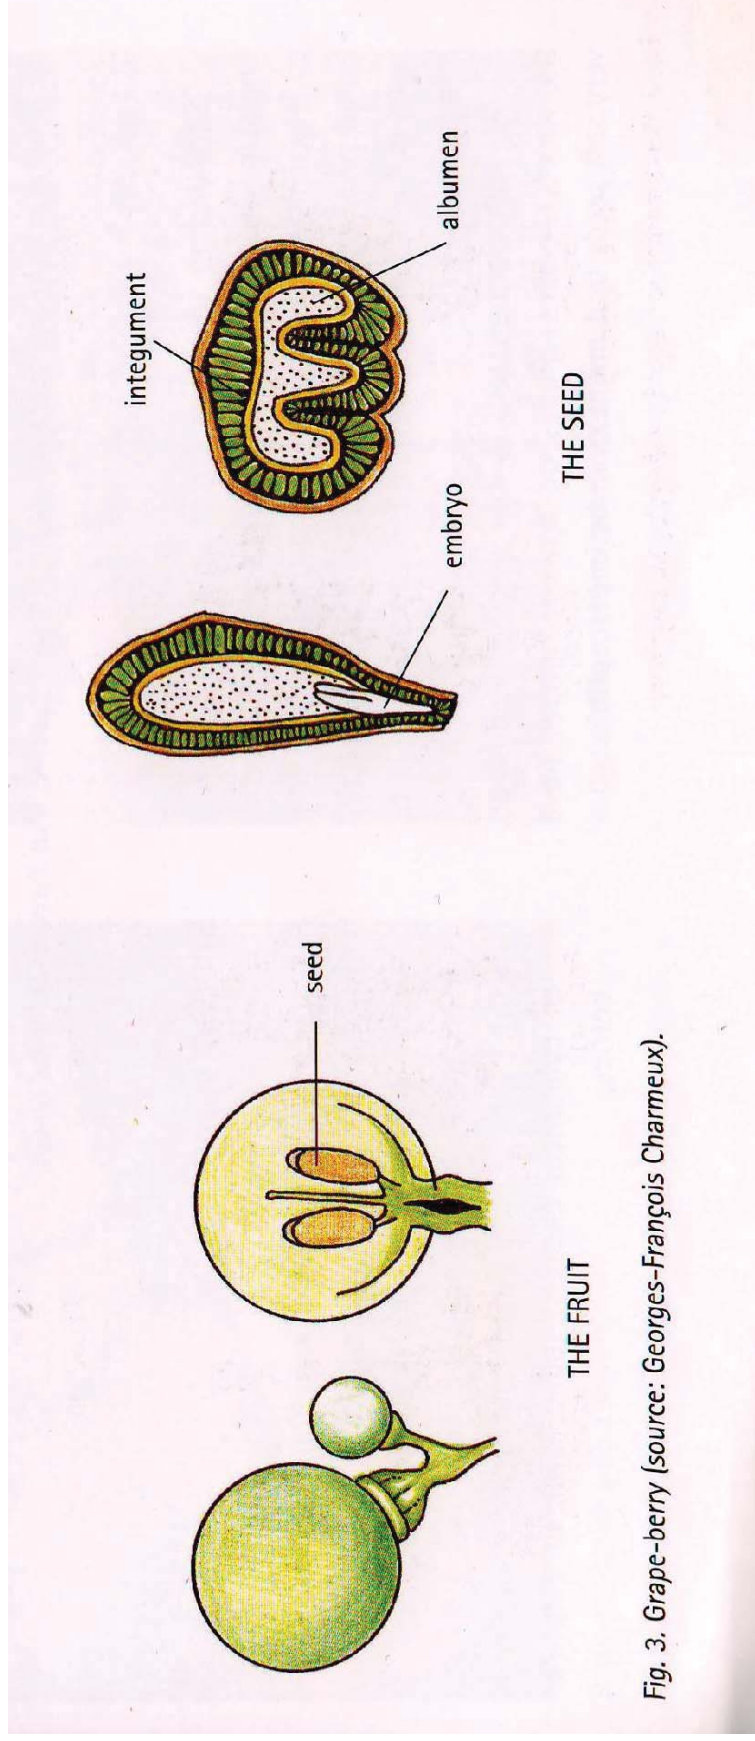 seed
THE FRUIT
integument
albumen
embryo
THE SEED
Fig. 3. Grape-berry (source: Georges-François Charmeux).